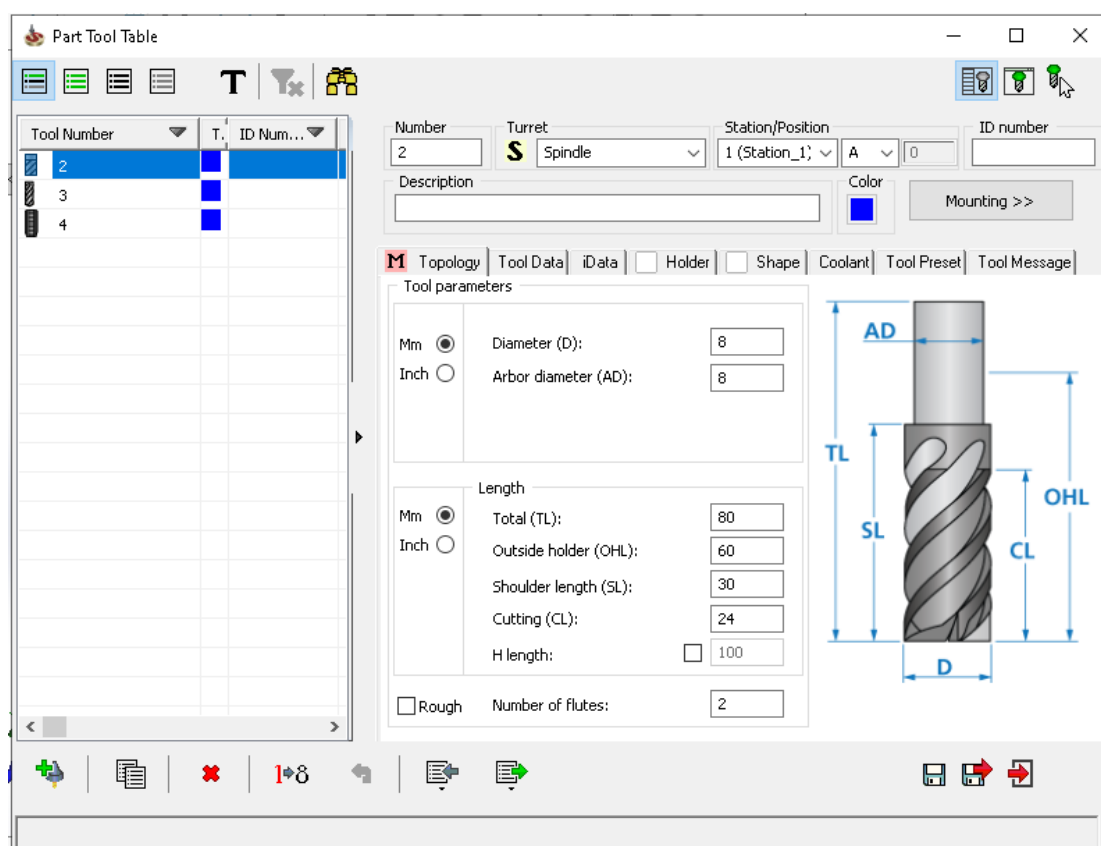 Part Tool Table
T
Tool Number T. ID Num...
2
3
4
Number Turret Station/Position ID number
2 S Spindle 1 (Station_1) A 0
Description Color
Mounting >>
M Topology Tool Data iData Holder Shape Coolant Tool Preset Tool Message
Tool parameters
Mm Diameter (D): 8
Inch Arbor diameter (AD): 8
Length
Mm Total (TL): 80
Inch Outside holder (OHL): 60
Shoulder length (SL): 30
Cutting (CL): 24
H length: 100
Rough Number of flutes: 2
AD
TL
OHL
SL
CL
D
1 8